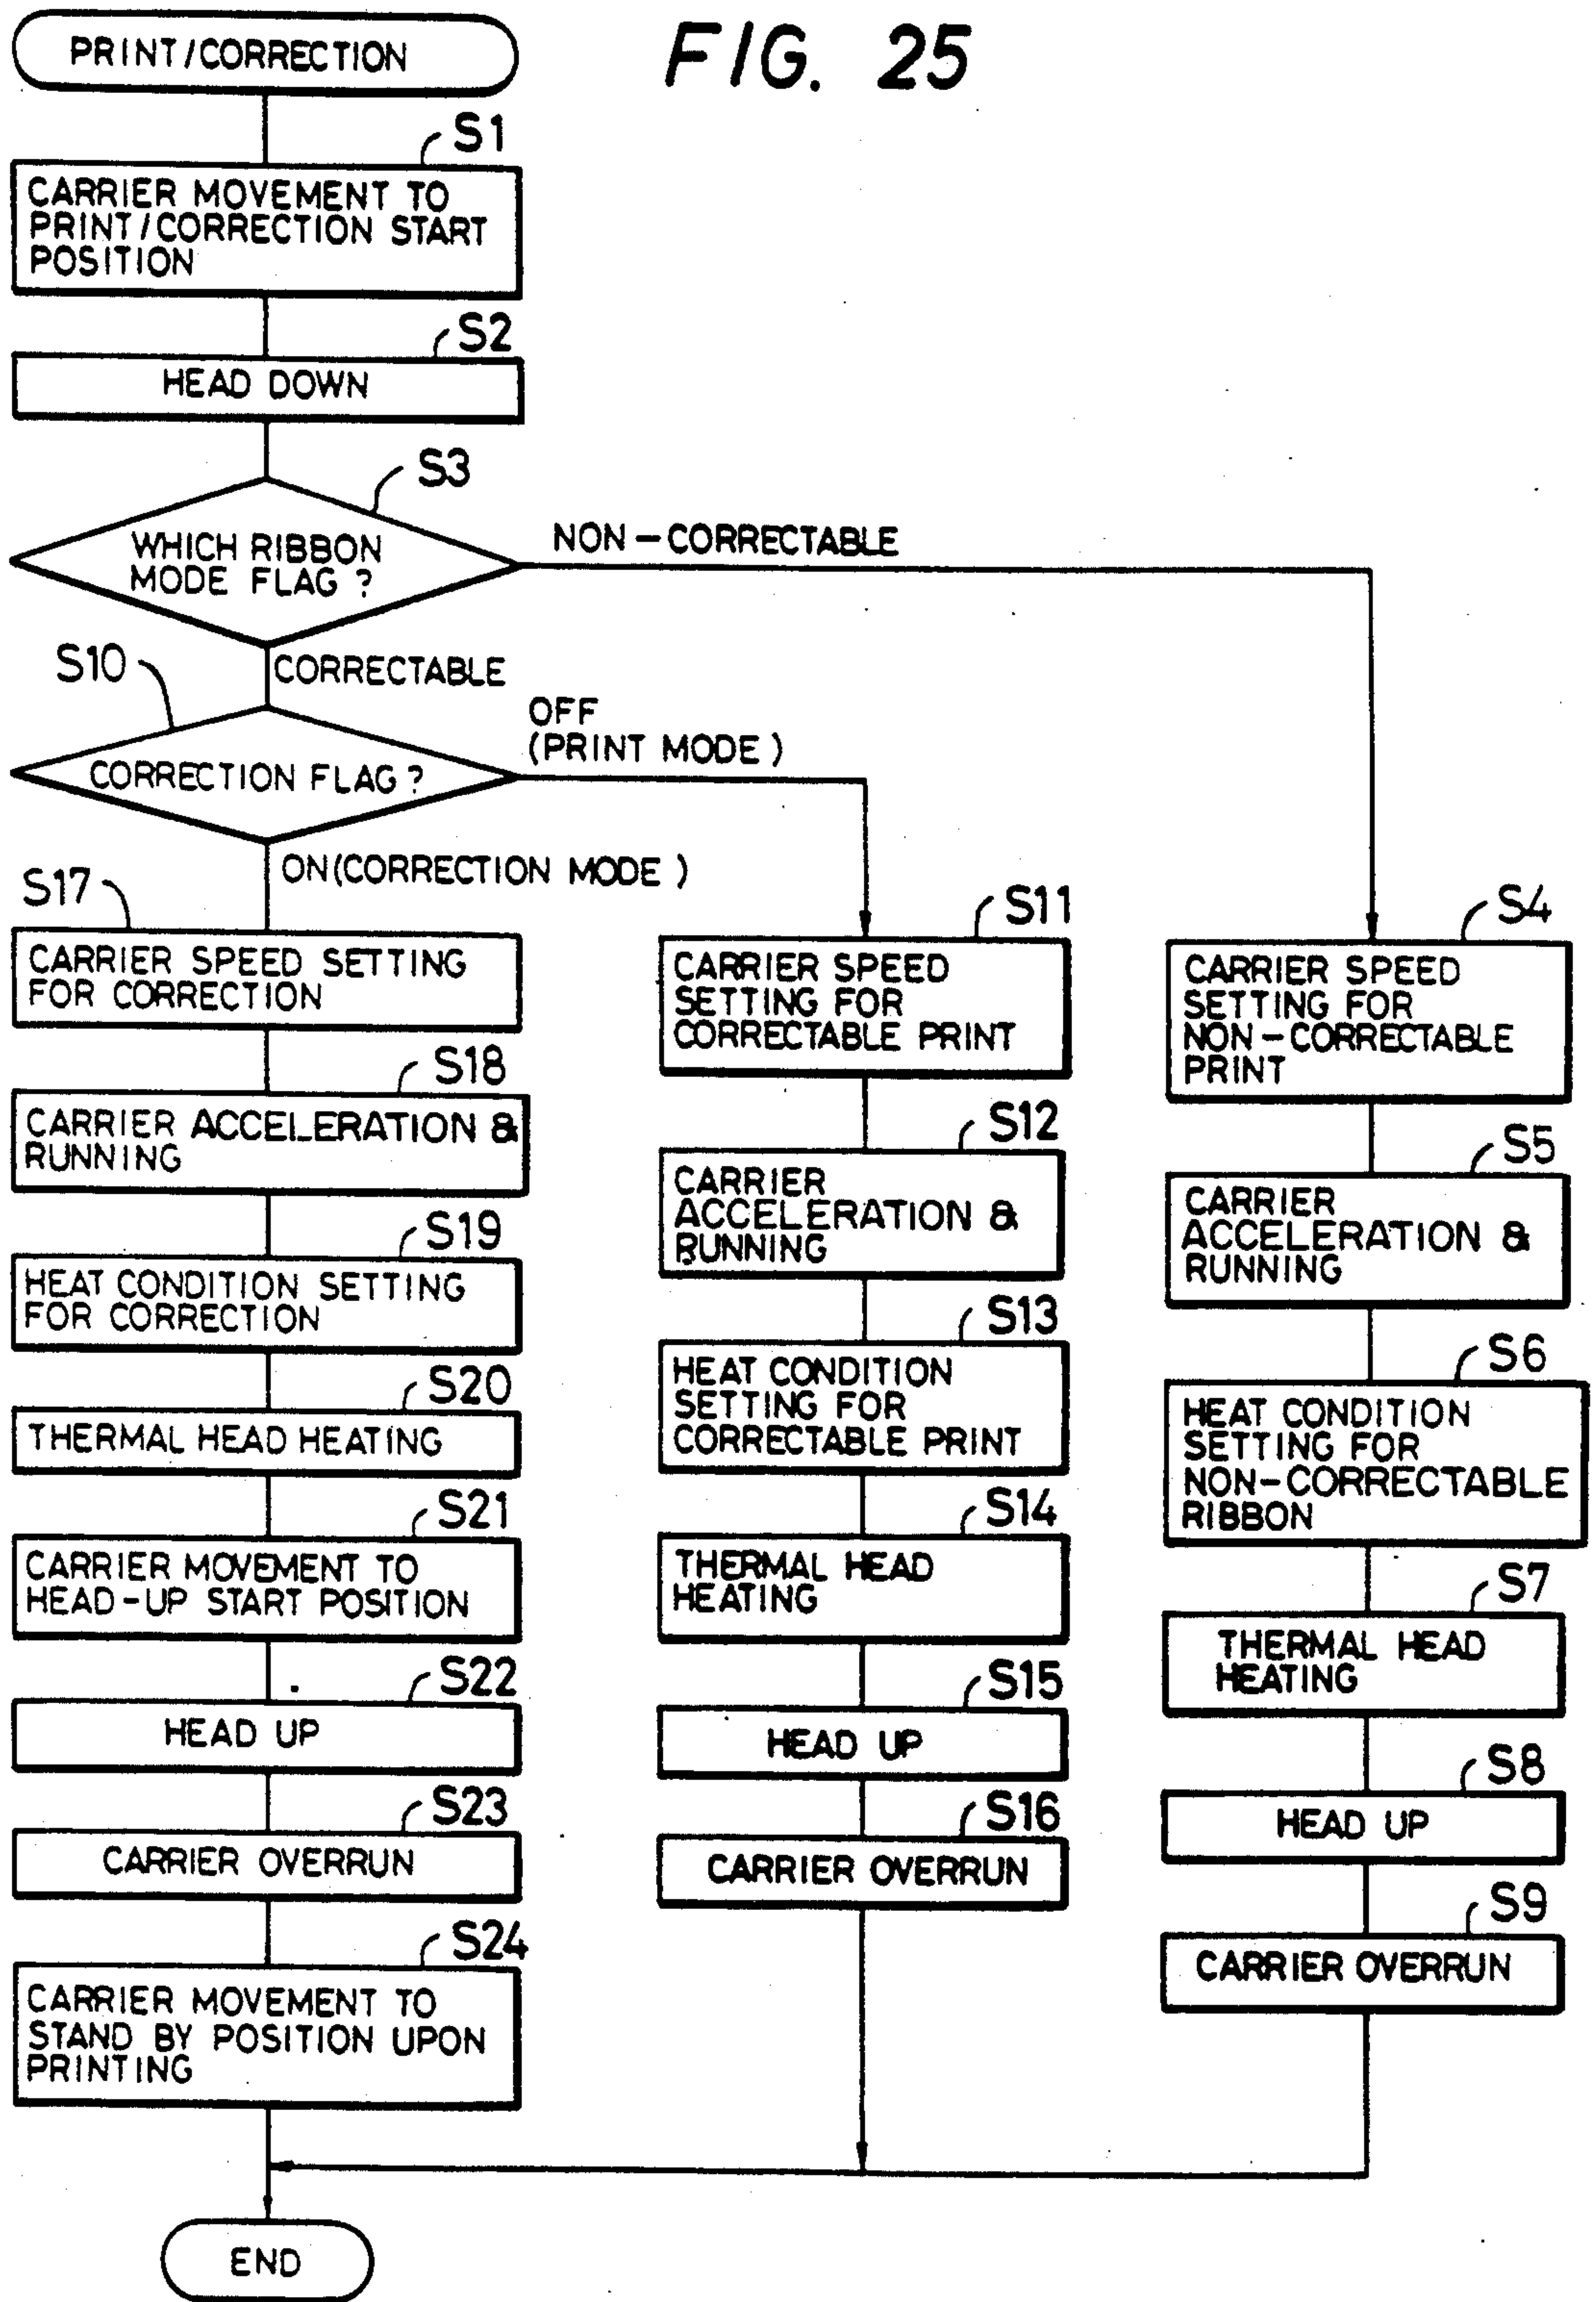 FIG. 25
PRINT/CORRECTION
S1
CARRIER MOVEMENT TO
PRINT/CORRECTION START
POSITION
S2
HEAD DOWN
S3
WHICH RIBBON
MODE FLAG ?
NON-CORRECTABLE
CORRECTABLE
S10
CORRECTION FLAG ?
OFF
(PRINT MODE)
ON(CORRECTION MODE)
S17
CARRIER SPEED SETTING
FOR CORRECTION
S18
CARRIER ACCELERATION &
RUNNING
S19
HEAT CONDITION SETTING
FOR CORRECTION
S20
THERMAL HEAD HEATING
S21
CARRIER MOVEMENT TO
HEAD-UP START POSITION
S22
HEAD UP
S23
CARRIER OVERRUN
S24
CARRIER MOVEMENT TO
STAND BY POSITION UPON
PRINTING
S11
CARRIER SPEED
SETTING FOR
CORRECTABLE PRINT
S12
CARRIER
ACCELERATION &
RUNNING
S13
HEAT CONDITION
SETTING FOR
CORRECTABLE PRINT
S14
THERMAL HEAD
HEATING
S15
HEAD UP
S16
CARRIER OVERRUN
S4
CARRIER SPEED
SETTING FOR
NON-CORRECTABLE
PRINT
S5
CARRIER
ACCELERATION &
RUNNING
S6
HEAT CONDITION
SETTING FOR
NON-CORRECTABLE
RIBBON
S7
THERMAL HEAD
HEATING
S8
HEAD UP
S9
CARRIER OVERRUN
END